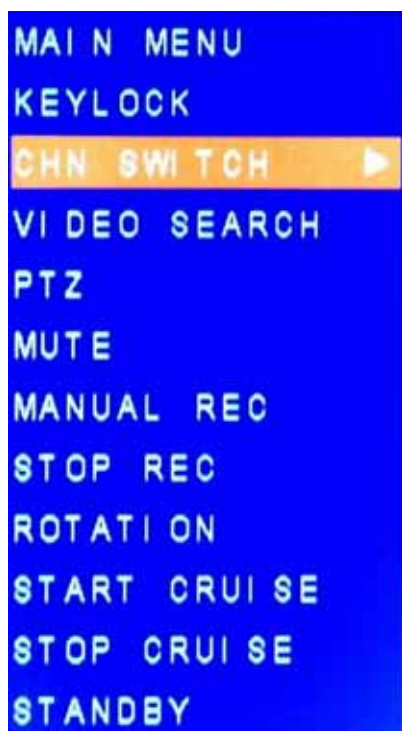 MAIN MENU
KEYLOCK
CHN SWITCH
VIDEO SEARCH
PTZ
MUTE
MANUAL REC
STOP REC
ROTATION
START CRUISE
STOP CRUISE
STANDBY